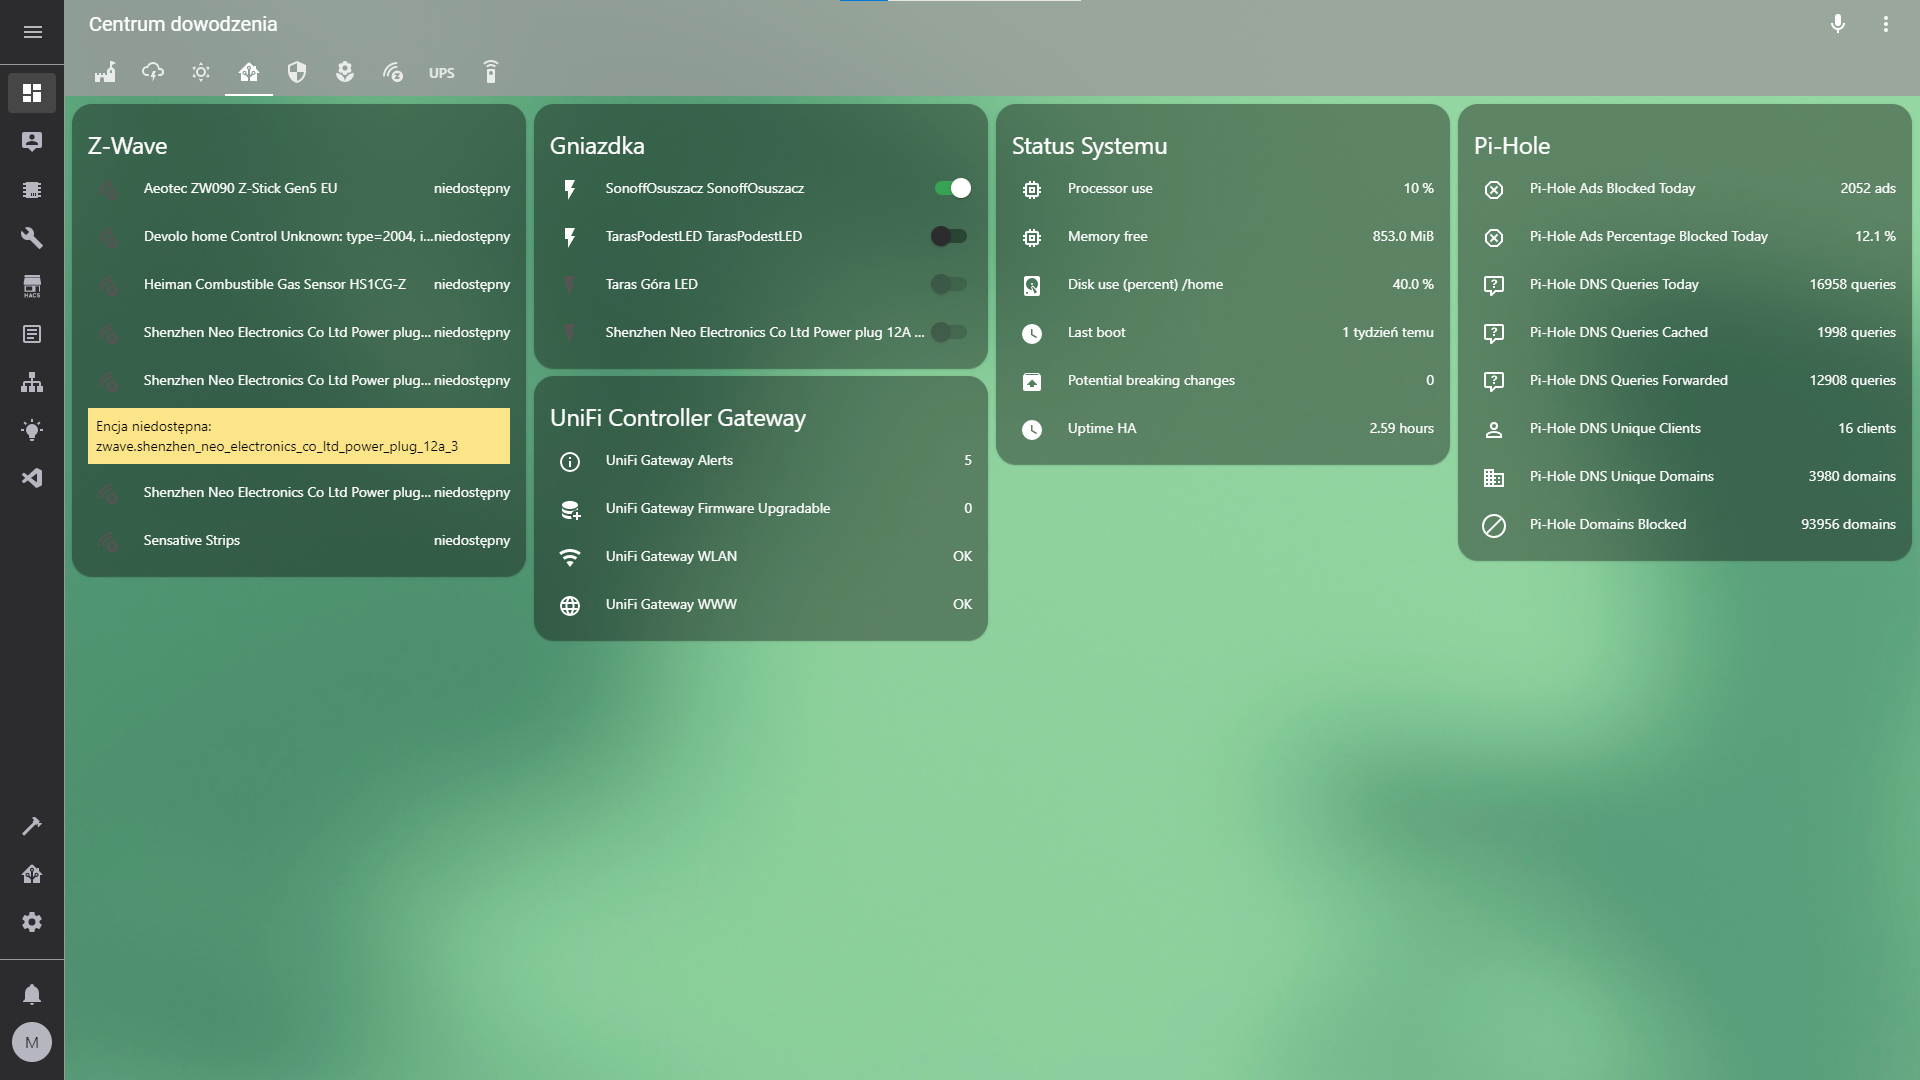 Centrum dowodzenia
UPS
HACS
M
Z-Wave
Aeotec ZW090 Z-Stick Gen5 EU niedostępny
Devolo home Control Unknown: type=2004, i... niedostępny
Heiman Combustible Gas Sensor HS1CG-Z niedostępny
Shenzhen Neo Electronics Co Ltd Power plug... niedostępny
Shenzhen Neo Electronics Co Ltd Power plug... niedostępny
Encja niedostępna:
zwave.shenzhen_neo_electronics_co_ltd_power_plug_12a_3
Shenzhen Neo Electronics Co Ltd Power plug... niedostępny
Sensative Strips niedostępny
Gniazdka
SonoffOsuszacz SonoffOsuszacz
TarasPodestLED TarasPodestLED
Taras Góra LED
Shenzhen Neo Electronics Co Ltd Power plug 12A ...
UniFi Controller Gateway
UniFi Gateway Alerts 5
UniFi Gateway Firmware Upgradable 0
UniFi Gateway WLAN OK
UniFi Gateway WWW OK
Status Systemu
Processor use 10 %
Memory free 853.0 MiB
Disk use (percent) /home 40.0 %
Last boot 1 tydzień temu
Potential breaking changes 0
Uptime HA 2.59 hours
Pi-Hole
Pi-Hole Ads Blocked Today 2052 ads
Pi-Hole Ads Percentage Blocked Today 12.1 %
Pi-Hole DNS Queries Today 16958 queries
Pi-Hole DNS Queries Cached 1998 queries
Pi-Hole DNS Queries Forwarded 12908 queries
Pi-Hole DNS Unique Clients 16 clients
Pi-Hole DNS Unique Domains 3980 domains
Pi-Hole Domains Blocked 93956 domains